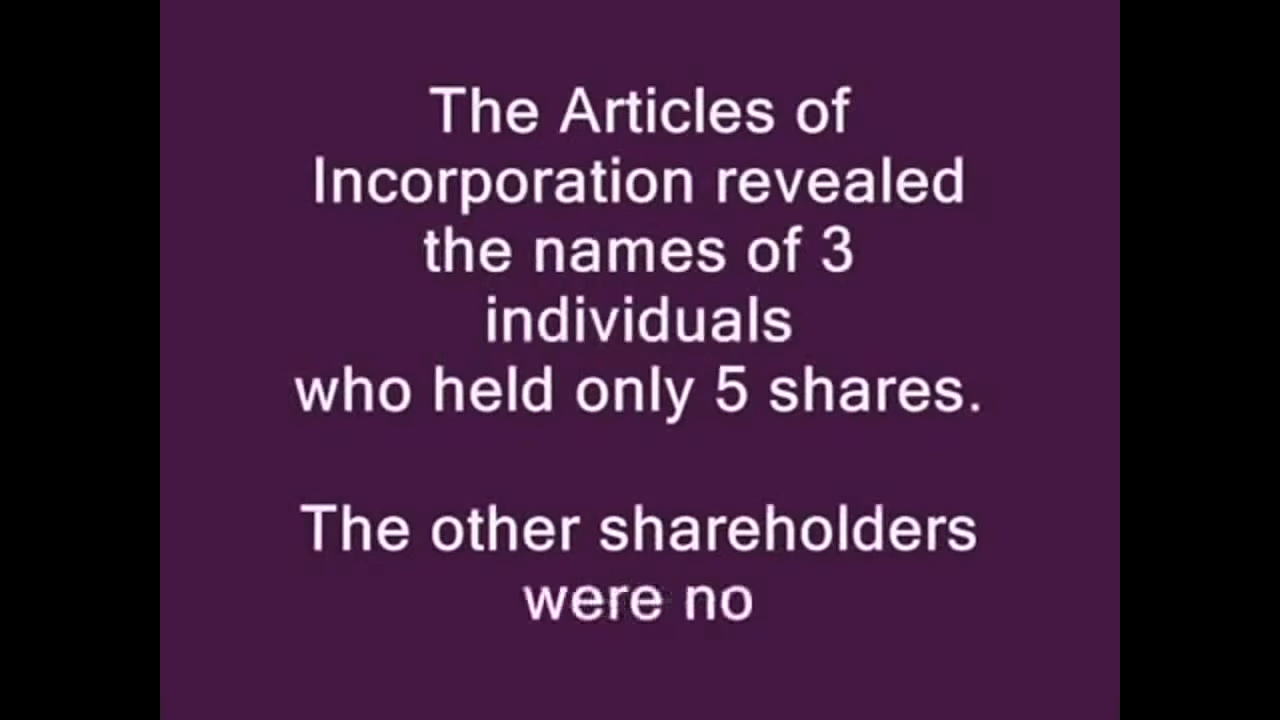 The Articles of
Incorporation revealed
the names of 3
individuals
who held only 5 shares.
The other shareholders
were no